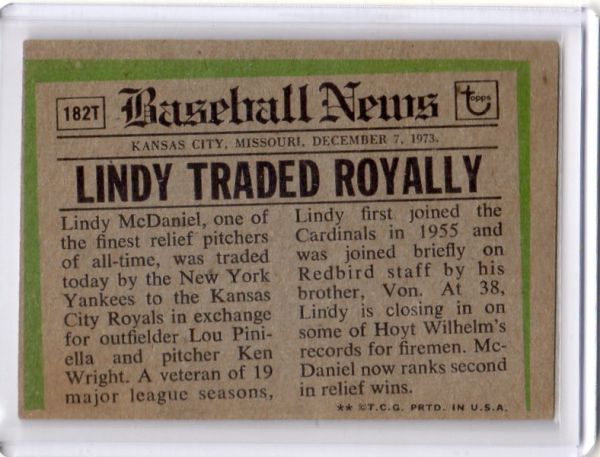 182T
Baseball News
topps
KANSAS CITY, MISSOURI, DECEMBER 7, 1973.
LINDY TRADED ROYALLY
Lindy McDaniel, one of
the finest relief pitchers
of all-time, was traded
today by the New York
Yankees to the Kansas
City Royals in exchange
for outfielder Lou Pini-
ella and pitcher Ken
Wright. A veteran of 19
major league seasons,
Lindy first joined the
Cardinals in 1955 and
was joined briefly on
Redbird staff by his
brother, Von. At 38,
Lindy is closing in on
some of Hoyt Wilhelm's
records for firemen. Mc-
Daniel now ranks second
in relief wins.
** ©T.C.G. PRTD. IN U.S.A.